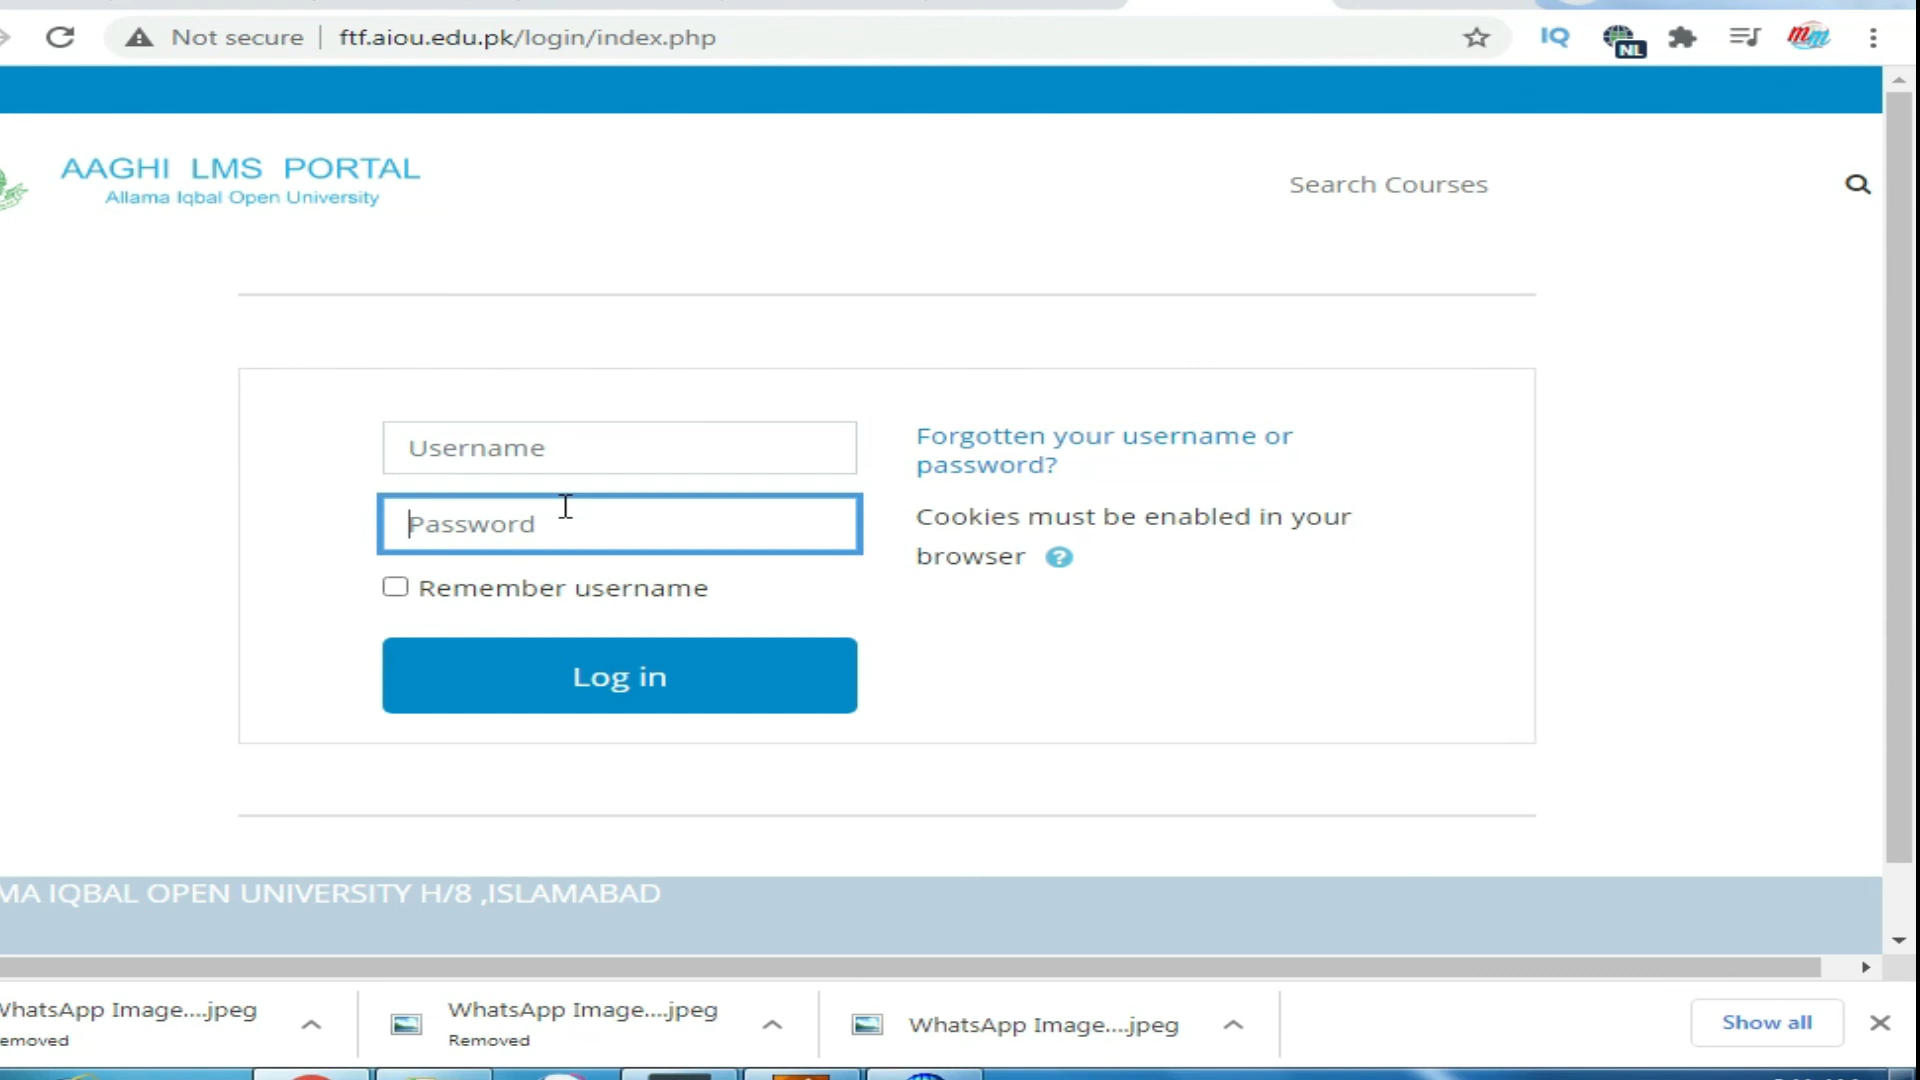 Not secure | ftf.aiou.edu.pk/login/index.php
IQ
NL
AAGHI LMS PORTAL
Allama Iqbal Open University
Search Courses
Username
Password
Remember username
Log in
Forgotten your username or
password?
Cookies must be enabled in your
browser ?
MA IQBAL OPEN UNIVERSITY H/8 ,ISLAMABAD
WhatsApp Image....jpeg
emoved
WhatsApp Image....jpeg
Removed
WhatsApp Image....jpeg
Show all